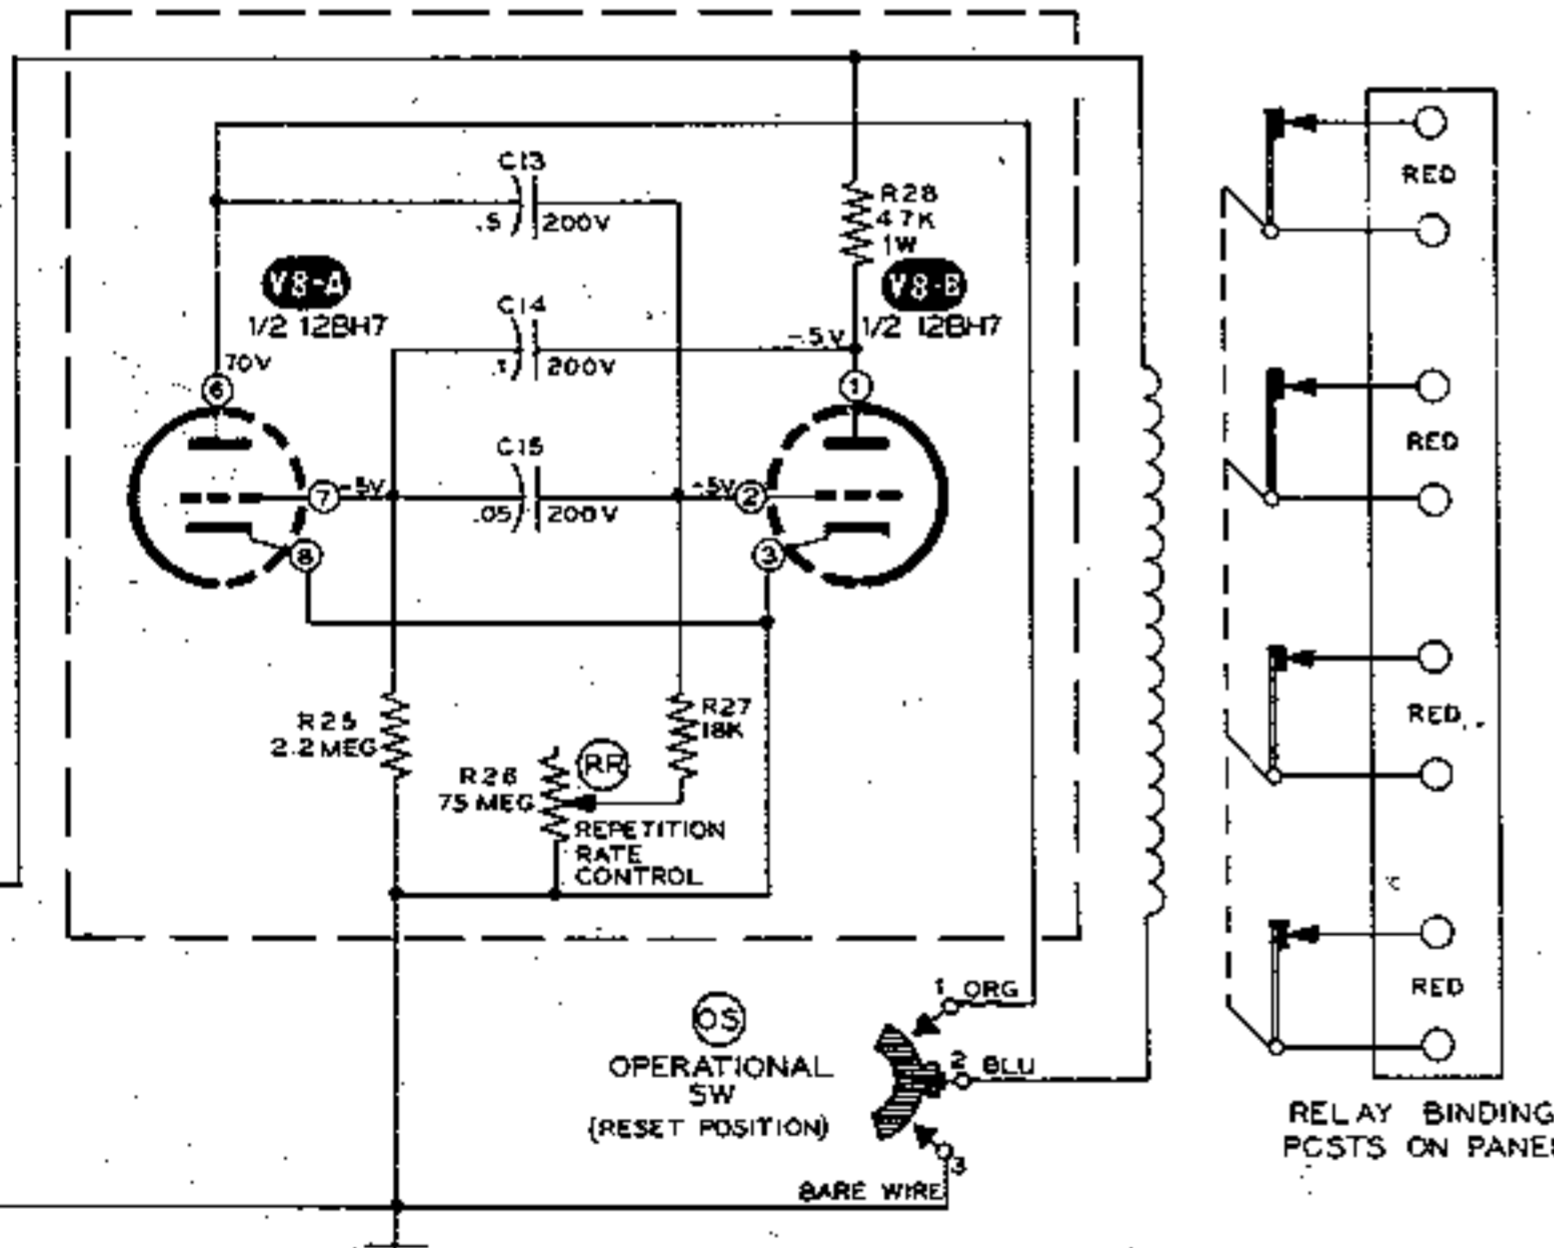 C13
.5
200V
R28
47K
1W
RED
V8-A
1/2 12BH7
V8-B
1/2 12BH7
C14
.1
200V
-.5V
70V
6
1
C15
.05
200V
7
-.5V
-.5V
2
RED
8
3
R25
2.2 MEG
R27
18K
RED
RR
R26
75 MEG
REPETITION
RATE
CONTROL
OS
OPERATIONAL
SW
(RESET POSITION)
1 ORG
2 BLU
3
BARE WIRE
RED
RELAY BINDING
POSTS ON PANE